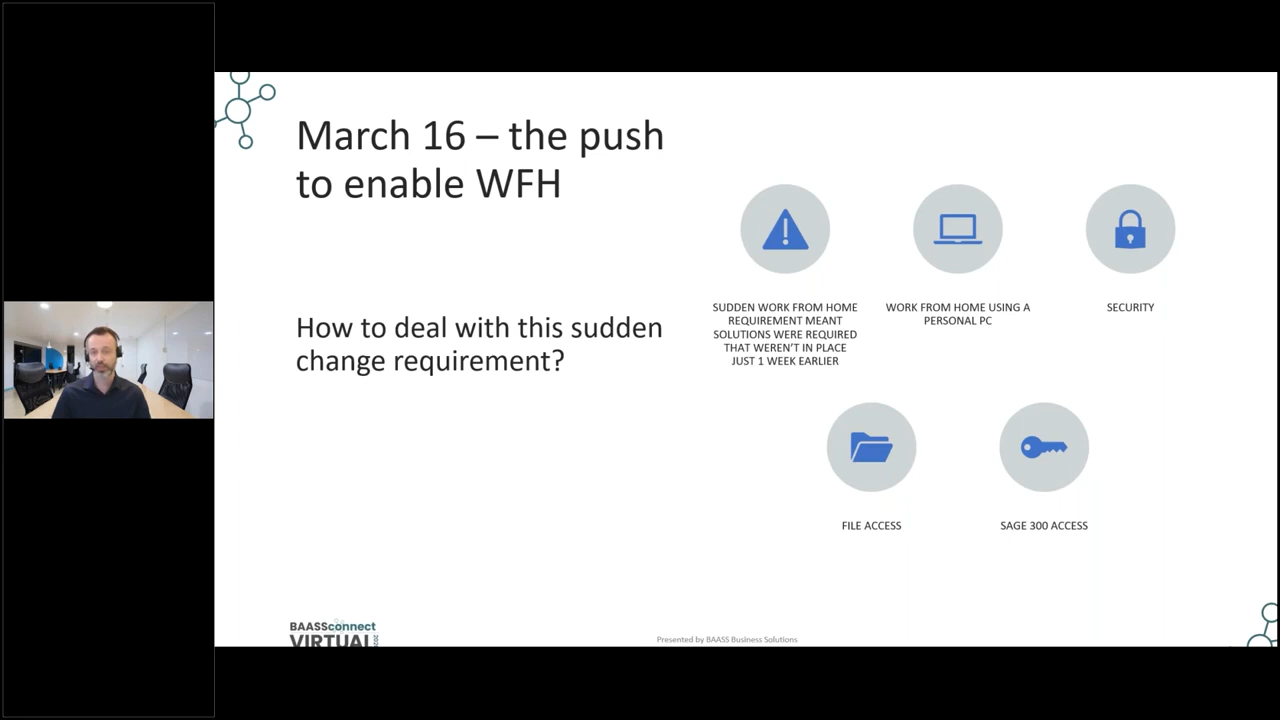 March 16 – the push
to enable WFH
How to deal with this sudden
change requirement?
SUDDEN WORK FROM HOME
REQUIREMENT MEANT
SOLUTIONS WERE REQUIRED
THAT WEREN'T IN PLACE
JUST 1 WEEK EARLIER
WORK FROM HOME USING A
PERSONAL PC
SECURITY
FILE ACCESS
SAGE 300 ACCESS
BAASSconnect
VIRTUAL
Presented by BAASS Business Solutions